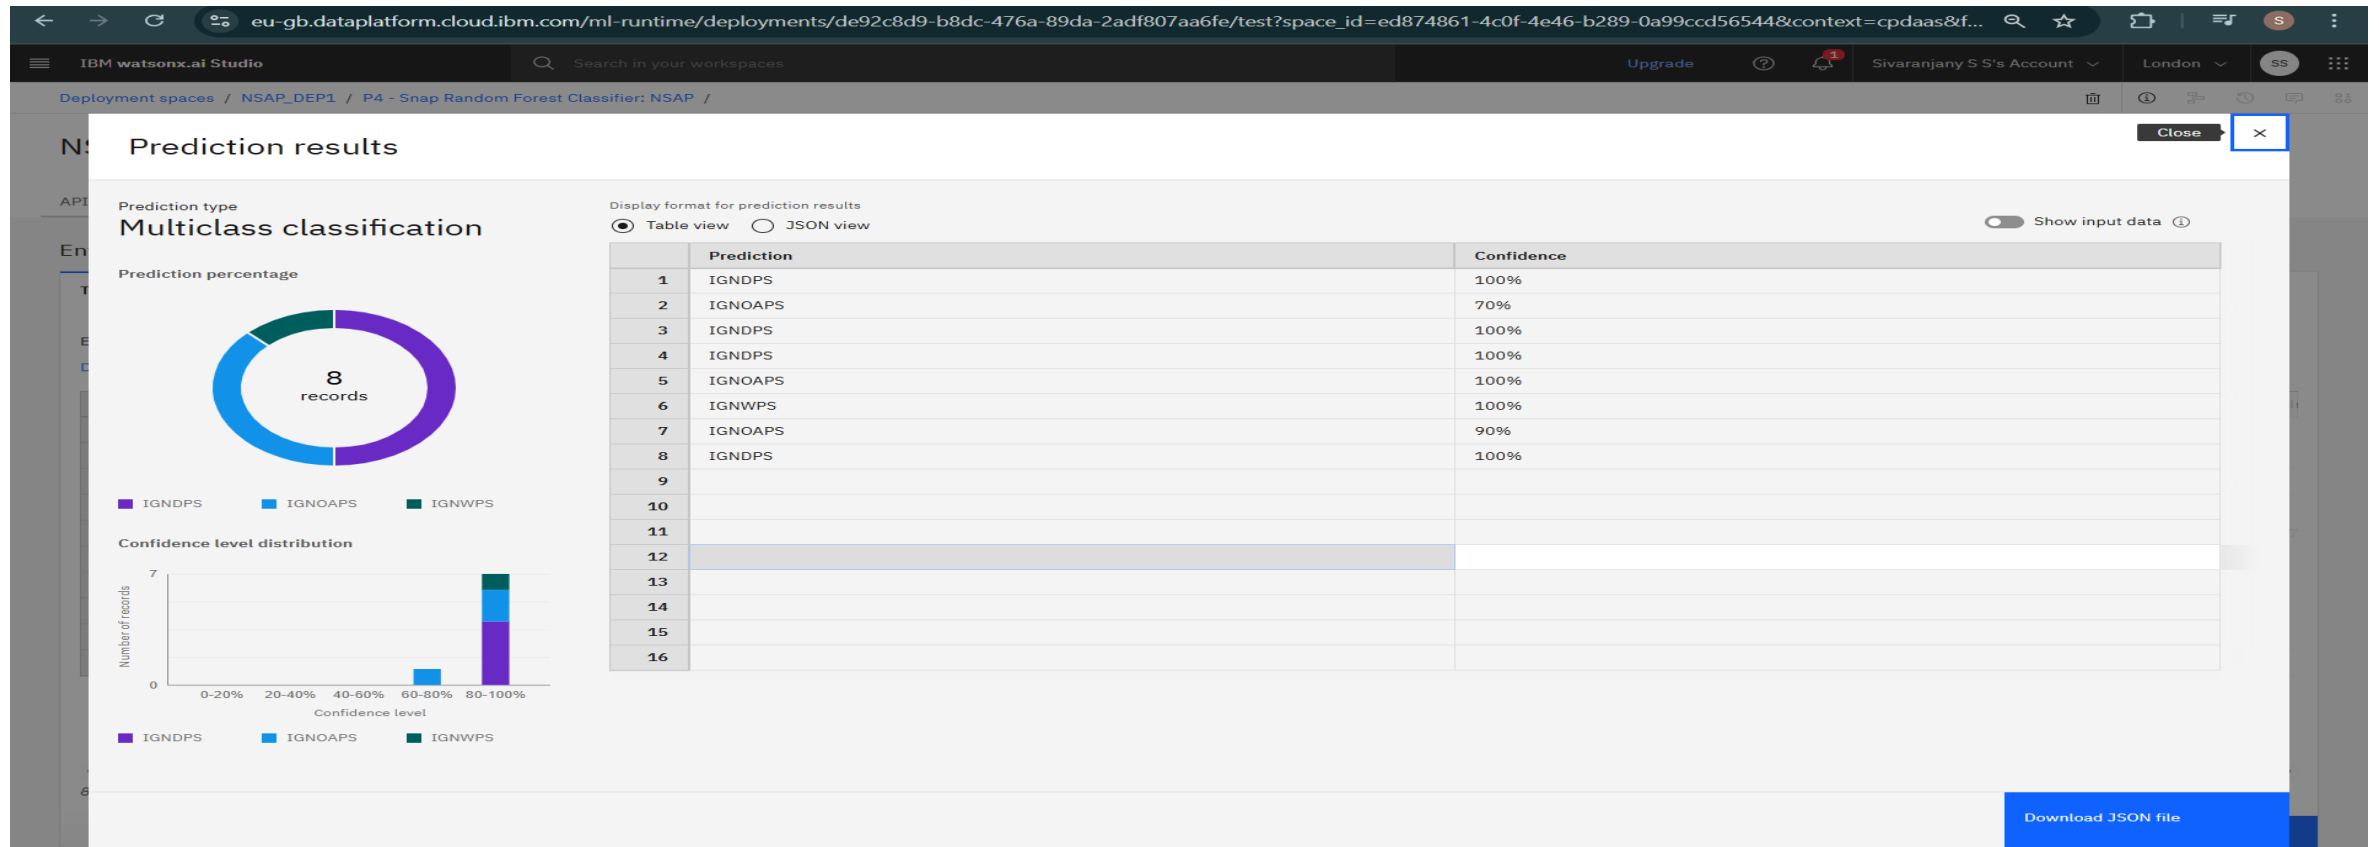 eu-gb.dataplatform.cloud.ibm.com/ml-runtime/deployments/de92c8d9-b8dc-476a-89da-2adf807aa6fe/test?space_id=ed874861-4c0f-4e46-b289-0a99ccd56544&context=cpdaas&f... S
IBM watsonx.ai Studio Search in your workspaces Upgrade 1 Sivaranjany S S's Account London SS
Deployment spaces / NSAP_DEP1 / P4 - Snap Random Forest Classifier: NSAP /
Prediction results Close
API
Prediction type
Multiclass classification
Display format for prediction results
Table view JSON view Show input data
En
Prediction percentage
8
records
IGNDPS IGNOAPS IGNWPS
Confidence level distribution
7
Number of records
0
0-20% 20-40% 40-60% 60-80% 80-100%
Confidence level
IGNDPS IGNOAPS IGNWPS
Prediction Confidence
1 IGNDPS 100%
2 IGNOAPS 70%
3 IGNDPS 100%
4 IGNDPS 100%
5 IGNOAPS 100%
6 IGNWPS 100%
7 IGNOAPS 90%
8 IGNDPS 100%
9
10
11
12
13
14
15
16
Download JSON file